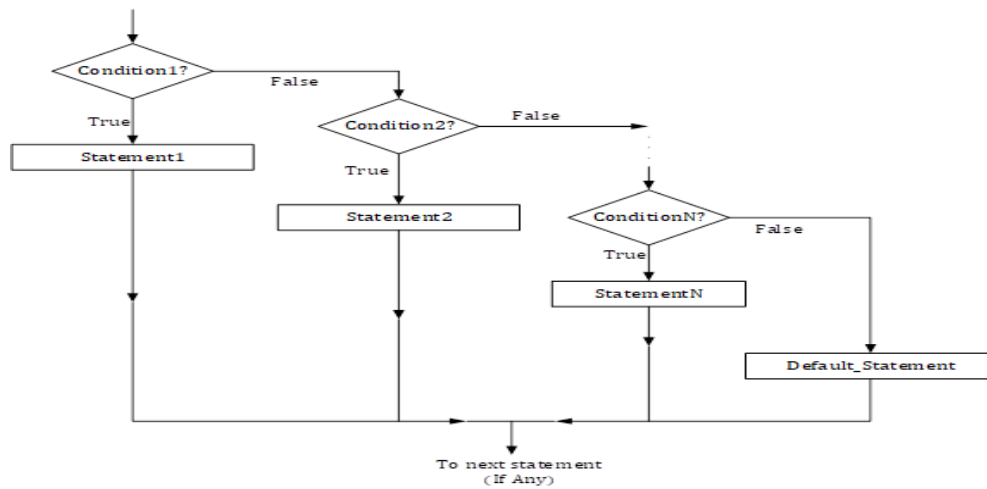 Condition1?
False
True
Condition2?
False
Statement1
True
Statement2
ConditionN?
False
True
StatementN
Default_Statement
To next statement
(If Any)